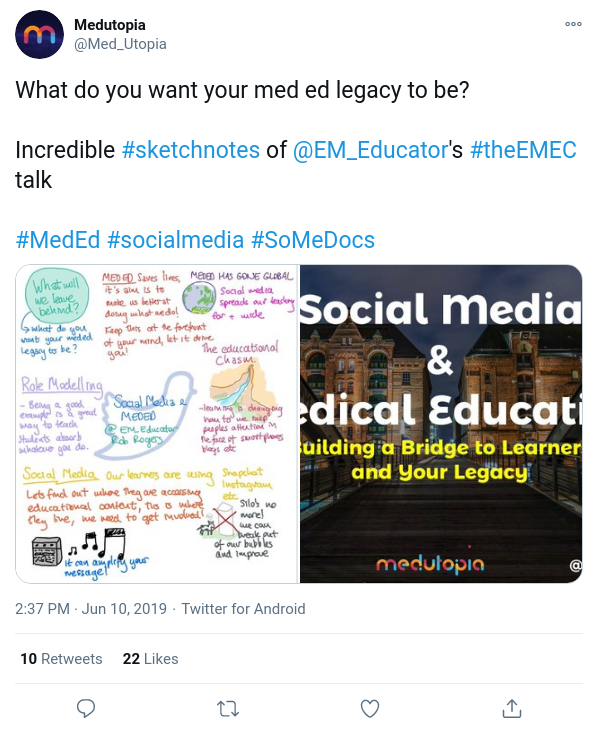 Medutopia
@Med_Utopia
What do you want your med ed legacy to be?
Incredible #sketchnotes of @EM_Educator's #theEMEC
talk
#MedEd #socialmedia #SoMeDocs
What will
we leave
behind?
what do you
want your meded
legacy to be?
MEDED Saves lives,
it's aim is to
make us better at
doing what we do!
Keep this at the forefront
of your mind, let it drive
you!
MEDED HAS GONE GLOBAL
Social media
spreads our teaching
far + wide
The educational
Chasm
Role Modelling
- Being a good
example is a great
way to teach
Students absorb
whatever you do.
Social Media &
MEDED
@ EM Educator
Rob Rogers
-learning is changing
how to we keep
peoples attention in
the face of smartphones
blogs etc
Social Media Our learners are using Snapchat
Instagram
etc
Lets find out where they are accessing
educational content, this is where
they live, we need to get involved!
Silo's no
more!
we can
break out
of our bubbles
and improve
it can amplify your
message!
Social Media
&
edical Educati
uilding a Bridge to Learner
and Your Legacy
medutopia
@
2:37 PM · Jun 10, 2019 · Twitter for Android
10 Retweets 22 Likes